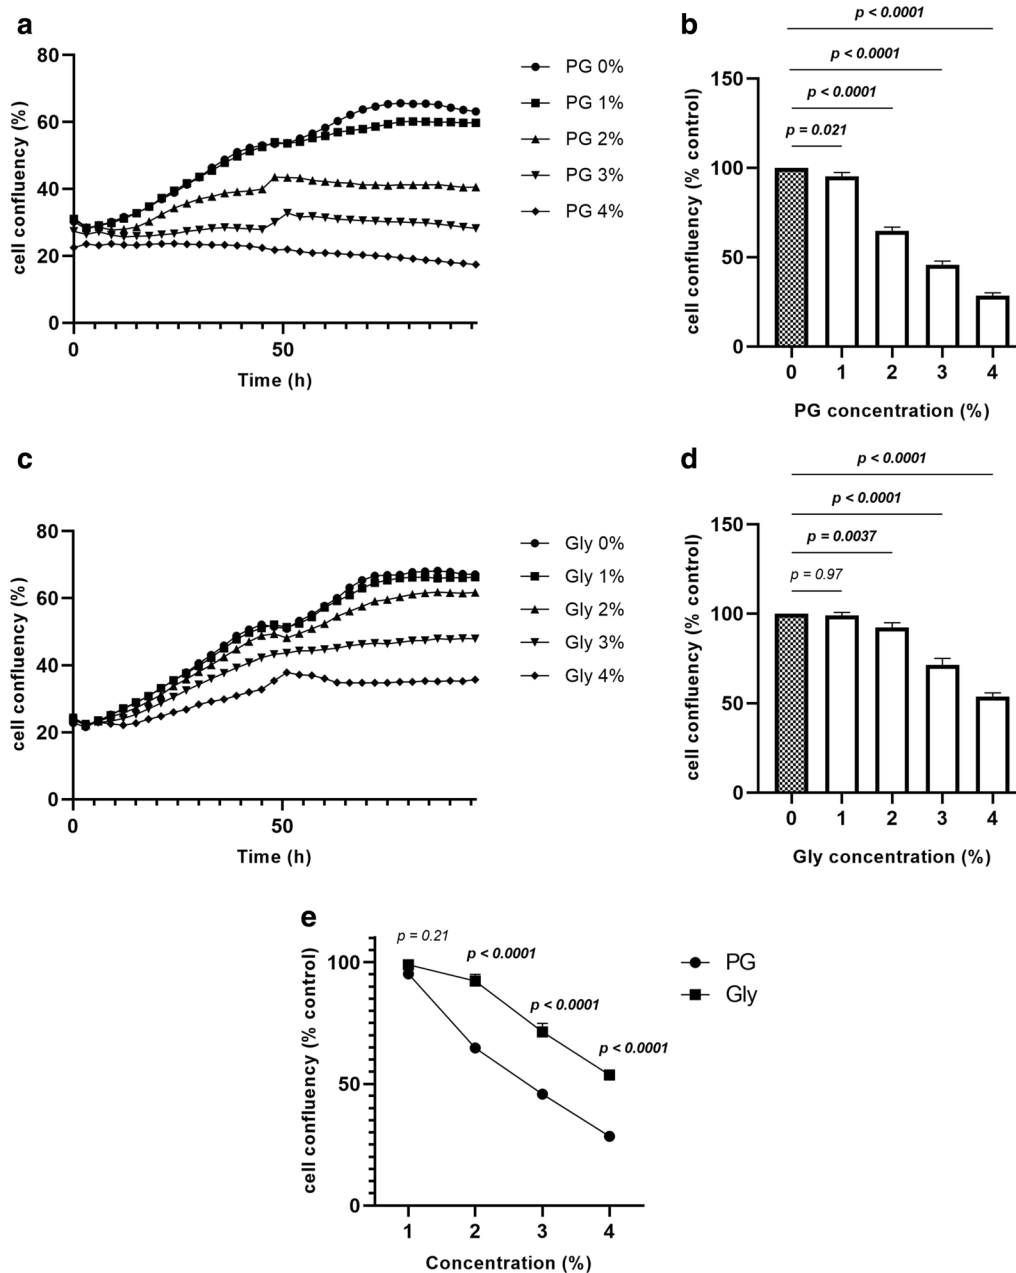 a
cell confluency (%)
80
60
40
20
0
0
50
Time (h)
PG 0%
PG 1%
PG 2%
PG 3%
PG 4%
b
p < 0.0001
p < 0.0001
p < 0.0001
p = 0.021
cell confluency (% control)
150
100
50
0
0 1 2 3 4
PG concentration (%)
c
cell confluency (%)
80
60
40
20
0
0
50
Time (h)
Gly 0%
Gly 1%
Gly 2%
Gly 3%
Gly 4%
d
p < 0.0001
p < 0.0001
p = 0.0037
p = 0.97
cell confluency (% control)
150
100
50
0
0 1 2 3 4
Gly concentration (%)
e
p = 0.21
p < 0.0001
p < 0.0001
p < 0.0001
cell confluency (% control)
100
50
0
1 2 3 4
Concentration (%)
PG
Gly